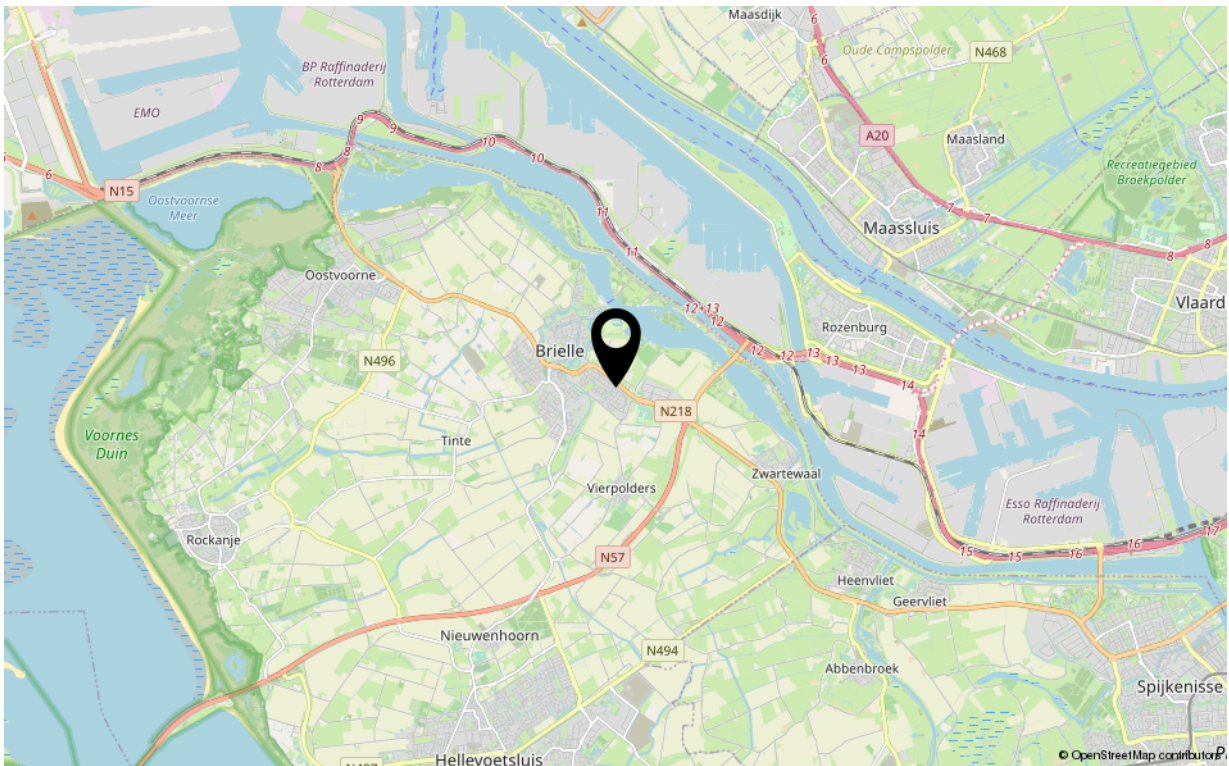 Maasdijk
6
6
Oude Campspolder
N468
BP Raffinaderij
Rotterdam
EMO
9
9
10
10
8
8
A20
Maasland
Recreatiegebied
Broekpolder
6
N15
Oostvoornse
Meer
11
11
7
7
Maassluis
8
8
Oostvoorne
12+13
12
Vlaard
Rozenburg
Brielle
N496
12
12
13
13
14
14
N218
Voornes
Duin
Tinte
Zwartewaal
Vierpolders
Esso Raffinaderij
Rotterdam
Rockanje
15
15
16
16
17
N57
Heenvliet
Geervliet
Nieuwenhoorn
N494
Abbenbroek
Spijkenisse
Hellevoetsluis
© OpenStreetMap contributors